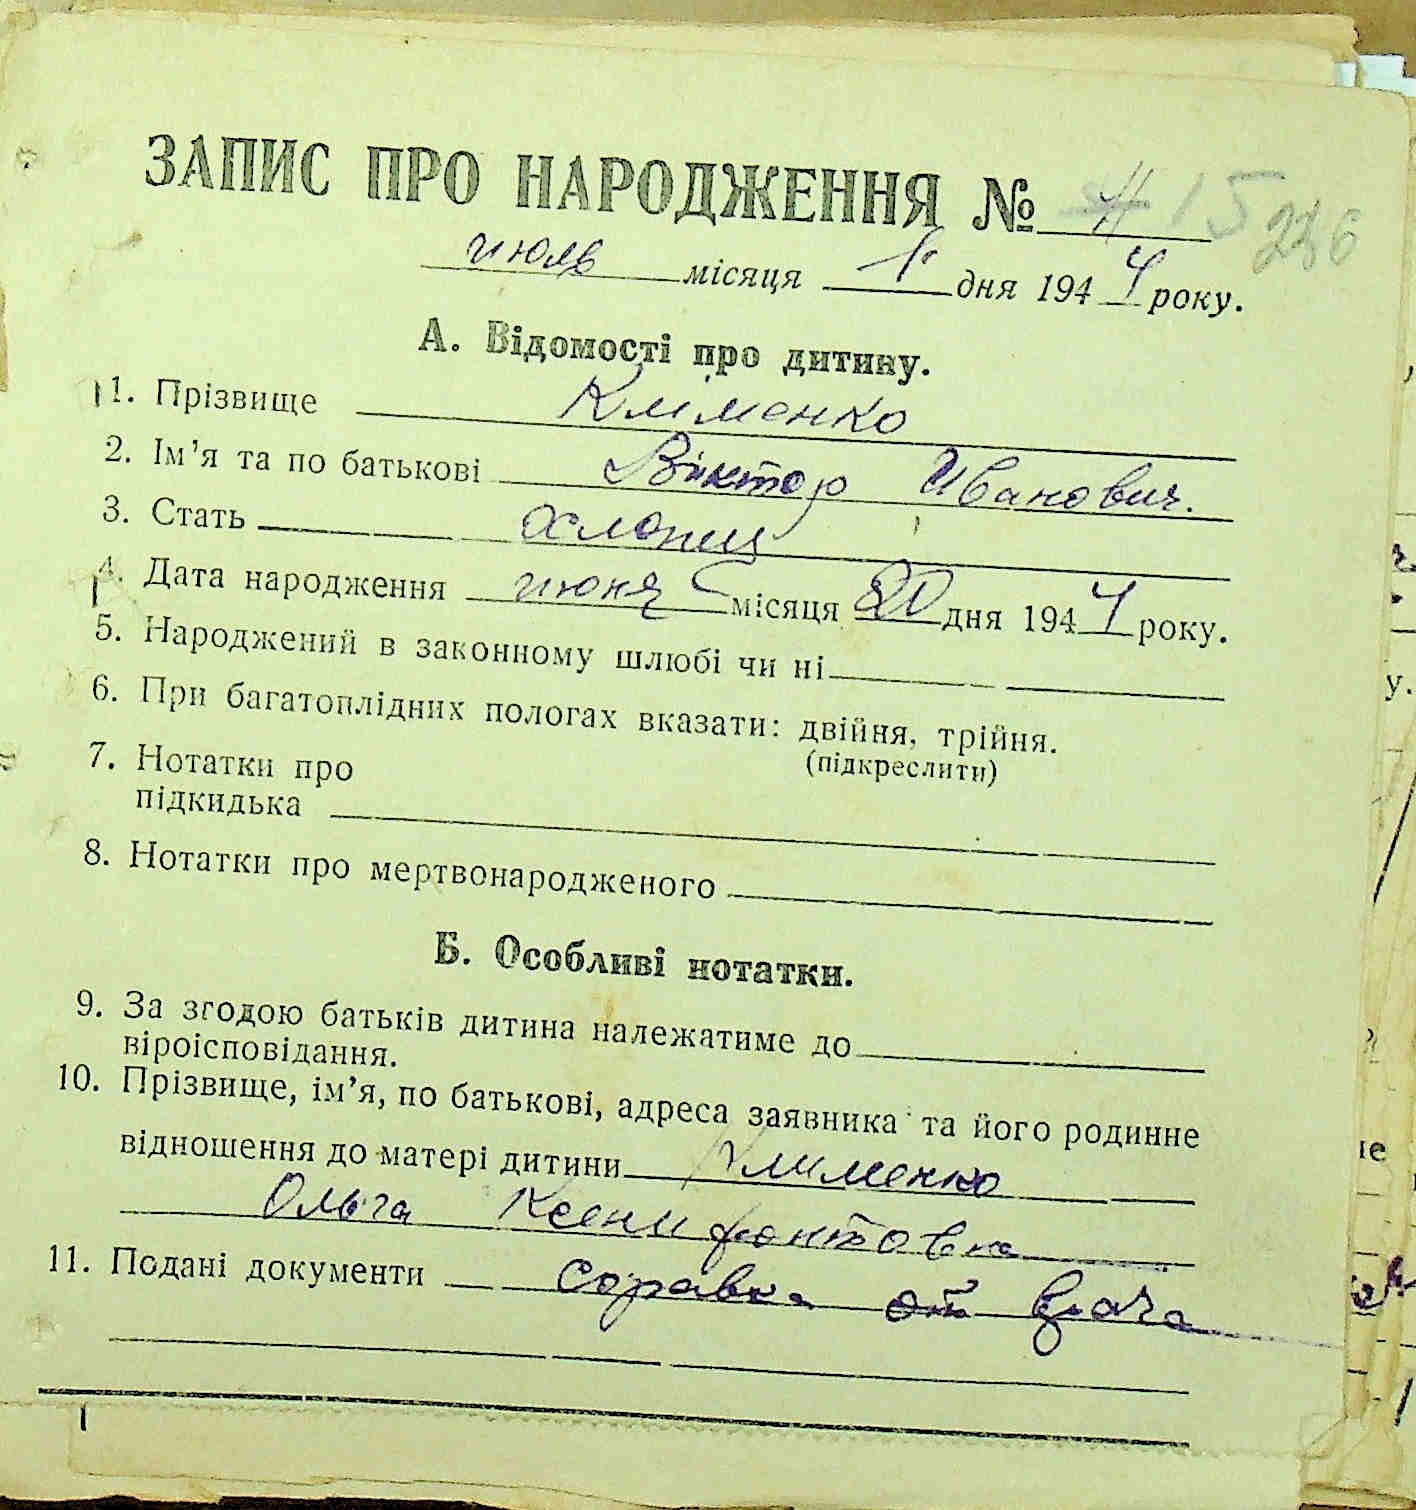 ЗАПИС ПРО НАРОДЖЕННЯ № 15 236
июль місяця 1 дня 1944 року.
А. Відомості про дитину.
1. Прізвище Клименко
2. Ім’я та по батькові Виктор Иванович.
3. Стать хлопец
4. Дата народження июня місяця 20 дня 1944 року.
5. Народжений в законному шлюбі чи ні
6. При багатоплідних пологах вказати: двійня, трійня.
(підкреслити)
7. Нотатки про
підкидька
8. Нотатки про мертвонародженого
Б. Особливі нотатки.
9. За згодою батьків дитина належатиме до
віроісповідання.
10. Прізвище, ім’я, по батькові, адреса заявника та його родинне
відношення до матері дитини Клименко
Ольга Ксенифонтовна
11. Подані документи справка от врача